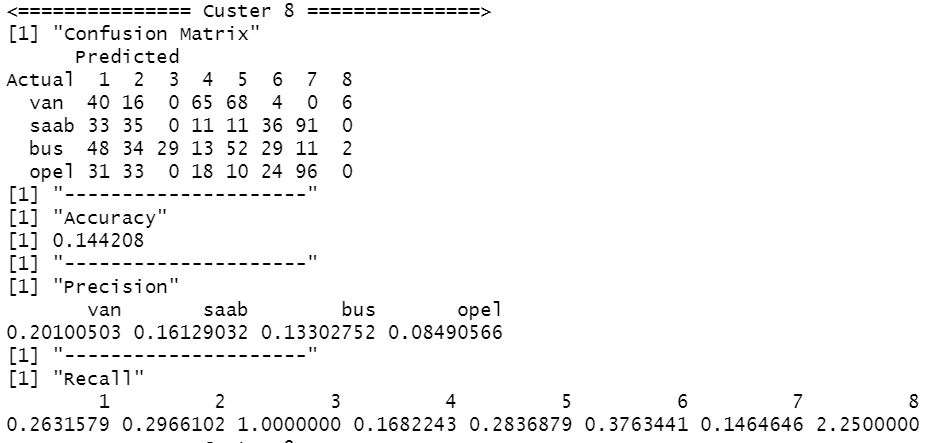 <=============== Custer 8 ===============>
[1] "Confusion Matrix"
      Predicted
Actual  1  2  3  4  5  6  7  8
  van  40 16  0 65 68  4  0  6
  saab 33 35  0 11 11 36 91  0
  bus  48 34 29 13 52 29 11  2
  opel 31 33  0 18 10 24 96  0
[1] "---------------------"
[1] "Accuracy"
[1] 0.144208
[1] "---------------------"
[1] "Precision"
       van       saab        bus       opel
0.20100503 0.16129032 0.13302752 0.08490566
[1] "---------------------"
[1] "Recall"
        1         2         3         4         5         6         7         8
0.2631579 0.2966102 1.0000000 0.1682243 0.2836879 0.3763441 0.1464646 2.2500000